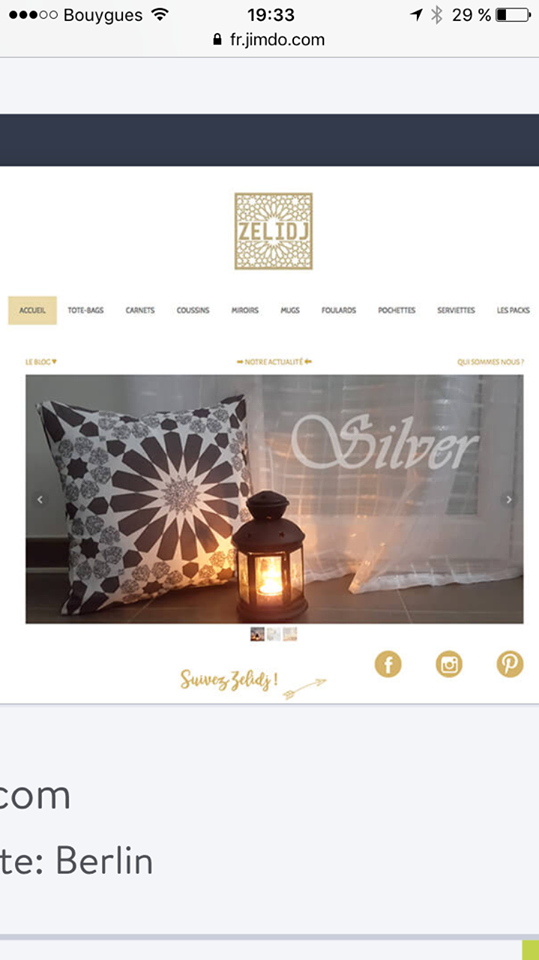 Bouygues 19:33 29 %
fr.jimdo.com
ZELIDJ
ACCUEIL TOTE-BAGS CARNETS COUSSINS MIROIRS MUGS FOULARDS POCHETTES SERVIETTES LES PACKS
LE BLOG ♥ ➡ NOTRE ACTUALITÉ ⬅ QUI SOMMES NOUS ?
Silver
Suivez Zelidj !
com
te: Berlin